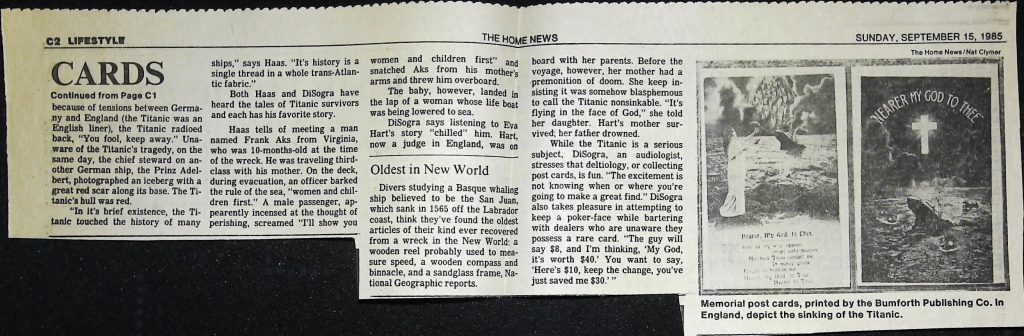 C2 LIFESTYLE
THE HOME NEWS
SUNDAY, SEPTEMBER 15, 1985
CARDS
Continued from Page C1
because of tensions between Germa-
ny and England (the Titanic was an
English liner), the Titanic radioed
back, "You fool, keep away." Una-
ware of the Titanic's tragedy, on the
same day, the chief steward on an-
other German ship, the Prinz Adel-
bert, photographed an iceberg with a
great red scar along its base. The Ti-
tanic's hull was red.
"In it's brief existence, the Ti-
tanic touched the history of many
ships," says Haas. "It's history is a
single thread in a whole trans-Atlan-
tic fabric."
Both Haas and DiSogra have
heard the tales of Titanic survivors
and each has his favorite story.
Haas tells of meeting a man
named Frank Aks from Virginia,
who was 10-months-old at the time
of the wreck. He was traveling third-
class with his mother. On the deck,
during evacuation, an officer barked
the rule of the sea, "women and chil-
dren first." A male passenger, ap-
parently incensed at the thought of
perishing, screamed "I'll show you
women and children first" and
snatched Aks from his mother's
arms and threw him overboard.
The baby, however, landed in
the lap of a woman whose life boat
was being lowered to sea.
DiSogra says listening to Eva
Hart's story "chilled" him. Hart,
now a judge in England, was on
Oldest in New World
Divers studying a Basque whaling
ship believed to be the San Juan,
which sank in 1565 off the Labrador
coast, think they've found the oldest
articles of their kind ever recovered
from a wreck in the New World: a
wooden reel probably used to mea-
sure speed, a wooden compass and
binnacle, and a sandglass frame, Na-
tional Geographic reports.
board with her parents. Before the
voyage, however, her mother had a
premonition of doom. She keep in-
sisting it was somewhat blasphemous
to call the Titanic nonsinkable. "It's
flying in the face of God," she told
her daughter. Hart's mother sur-
vived; her father drowned.
While the Titanic is a serious
subject, DiSogra, an audiologist,
stresses that deltiology, or collecting
post cards, is fun. "The excitement is
not knowing when or where you're
going to make a great find." DiSogra
also takes pleasure in attempting to
keep a poker-face while bartering
with dealers who are unaware they
possess a rare card. "The guy will
say $8, and I'm thinking, 'My God,
it's worth $40.' You want to say,
'Here's $10, keep the change, you've
just saved me $30.' "
The Home News/Nat Clymer
Nearer, My God, to Thee
NEARER MY GOD TO THEE
Memorial post cards, printed by the Bumforth Publishing Co. In
England, depict the sinking of the Titanic.